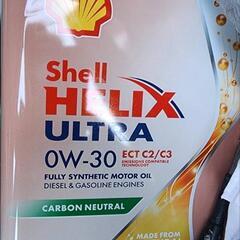 Shell
HELIX
ULTRA
0W-30 ECT C2/C3
EMISSIONS COMPATIBLE
TECHNOLOGY
FULLY SYNTHETIC MOTOR OIL
DIESEL & GASOLINE ENGINES
CARBON NEUTRAL
* MADE FROM